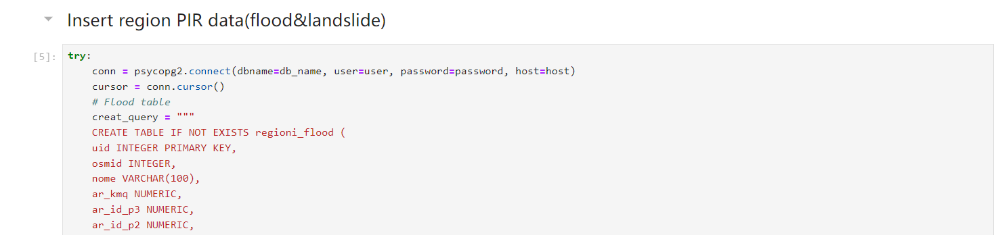 Insert region PIR data(flood&landslide)
[5]: try:
    conn = psycopg2.connect(dbname=db_name, user=user, password=password, host=host)
    cursor = conn.cursor()
    # Flood table
    creat_query = """
    CREATE TABLE IF NOT EXISTS regioni_flood (
    uid INTEGER PRIMARY KEY,
    osmid INTEGER,
    nome VARCHAR(100),
    ar_kmq NUMERIC,
    ar_id_p3 NUMERIC,
    ar_id_p2 NUMERIC,